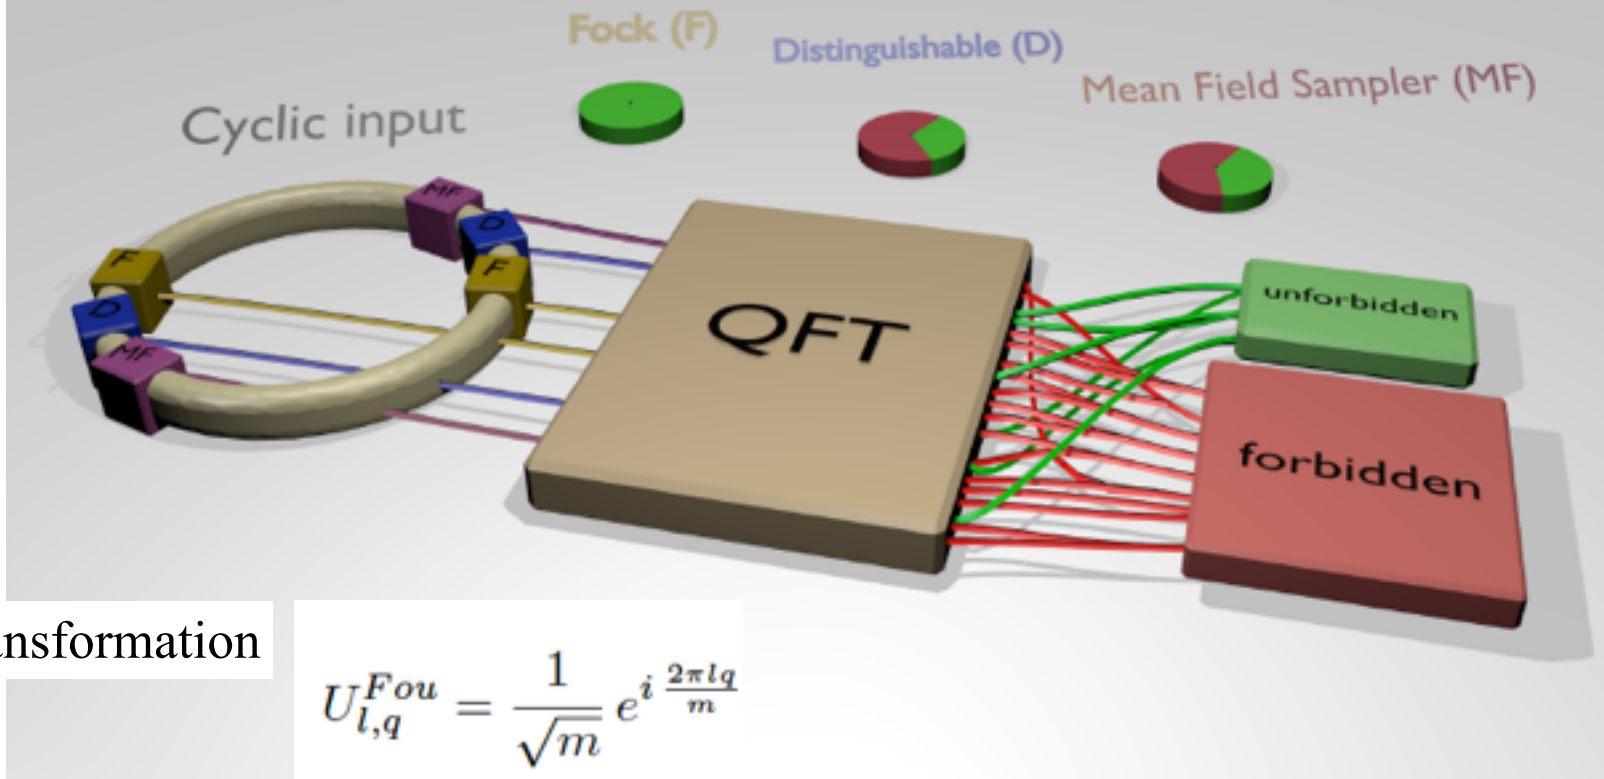 Fock (F)
Distinguishable (D)
Mean Field Sampler (MF)
Cyclic input
MF
D
F
F
D
MF
QFT
unforbidden
forbidden
nsformation
U_{l,q}^{Fou} = \frac{1}{\sqrt{m}} e^{i \frac{2\pi lq}{m}}